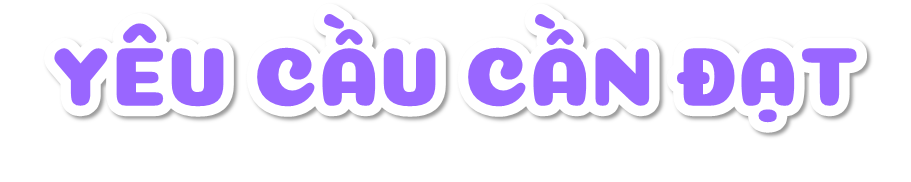 YÊU CẦU CẦN ĐẠT